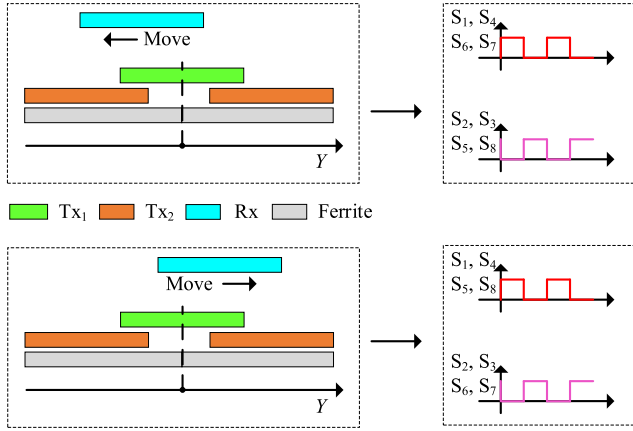 Move
Y
S₁, S₄
S₆, S₇
S₂, S₃
S₅, S₈
Tx₁ Tx₂ Rx Ferrite
Move
Y
S₁, S₄
S₅, S₈
S₂, S₃
S₆, S₇